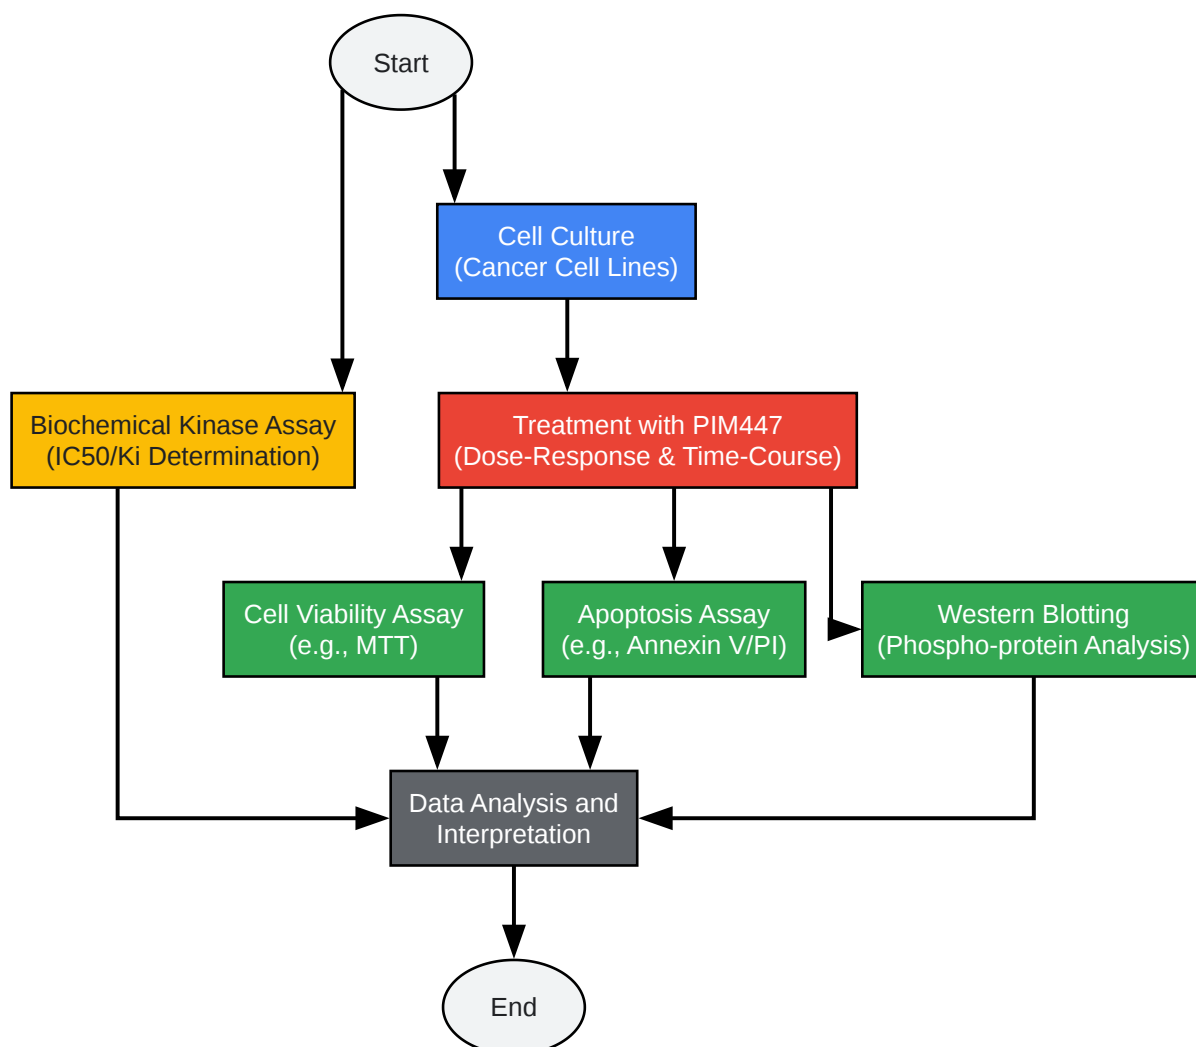 Start
Cell Culture
(Cancer Cell Lines)
Biochemical Kinase Assay
(IC50/Ki Determination)
Treatment with PIM447
(Dose-Response & Time-Course)
Cell Viability Assay
(e.g., MTT)
Apoptosis Assay
(e.g., Annexin V/PI)
Western Blotting
(Phospho-protein Analysis)
Data Analysis and
Interpretation
End